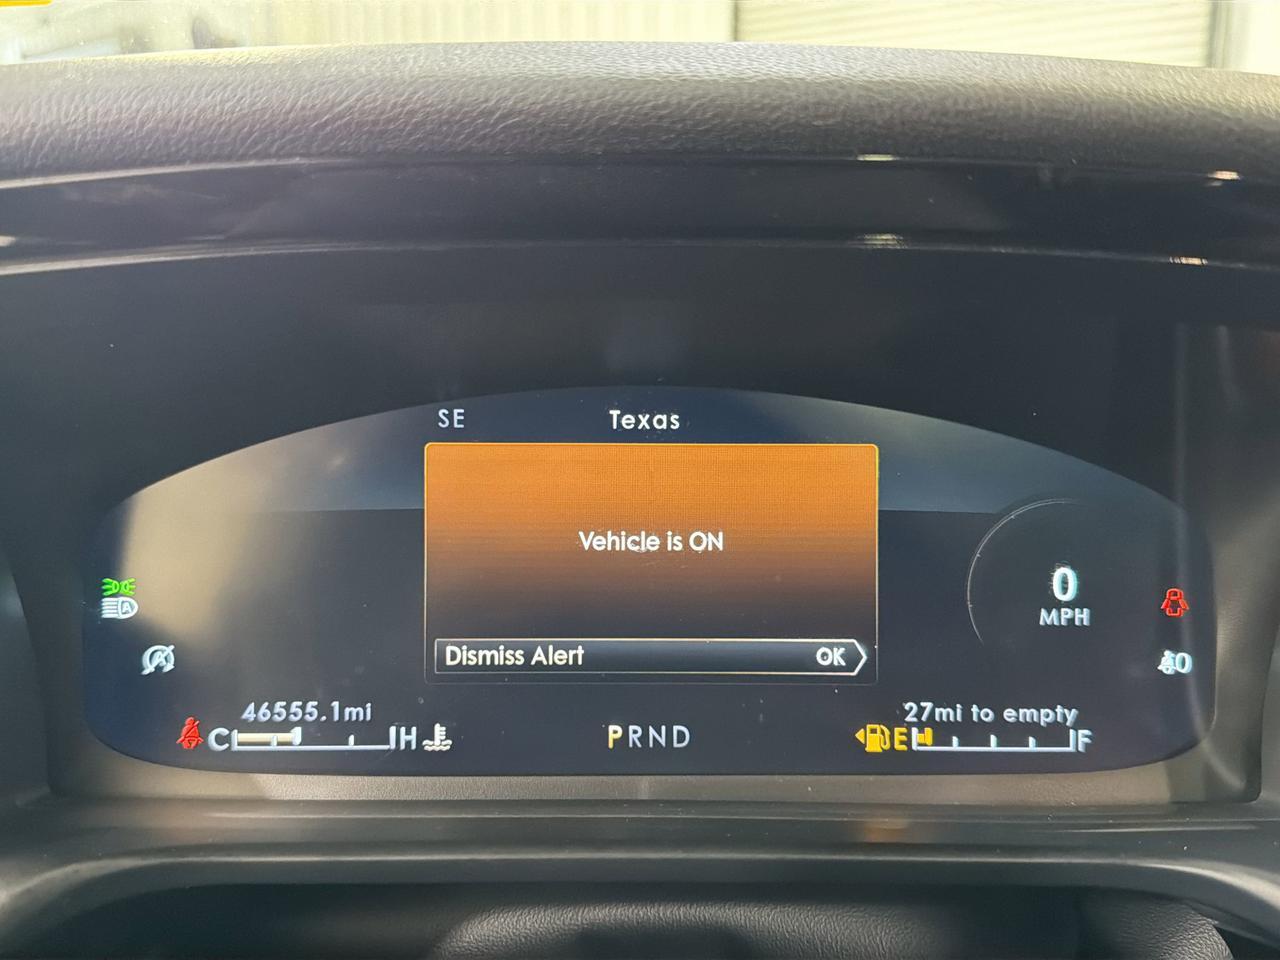 SE Texas
Vehicle is ON
Dismiss Alert OK
0
MPH
A
46555.1mi 27mi to empty
C H PRND E F